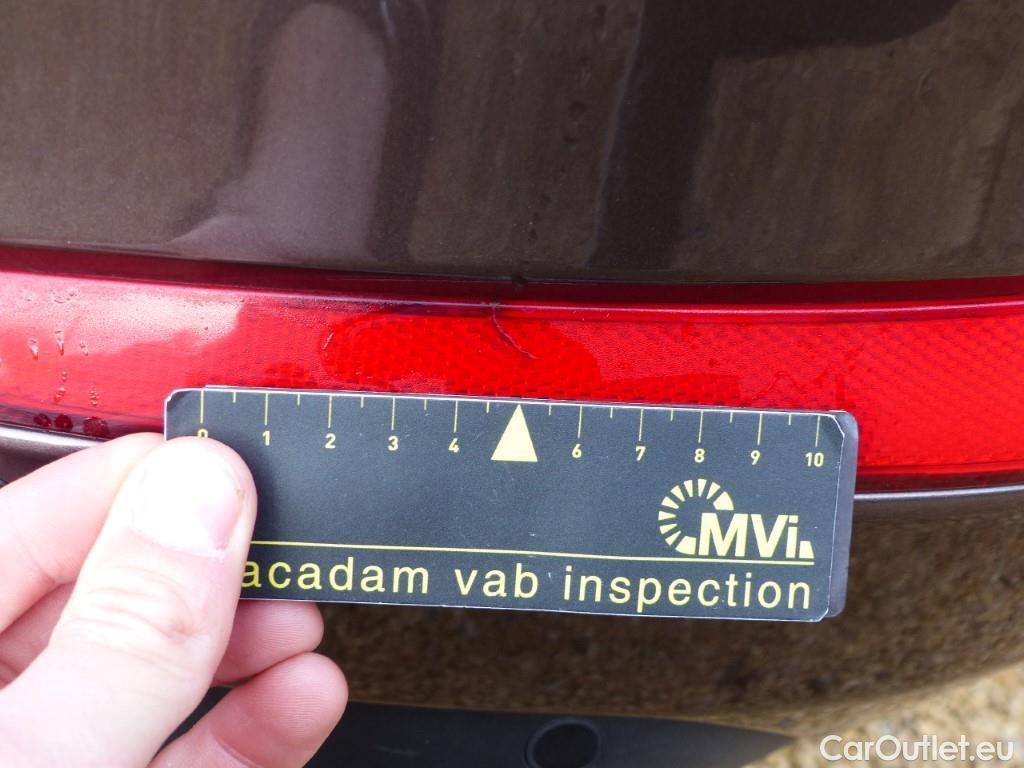 0 1 2 3 4 6 7 8 9 10
MVi
acadam vab inspection
CarOutlet.eu